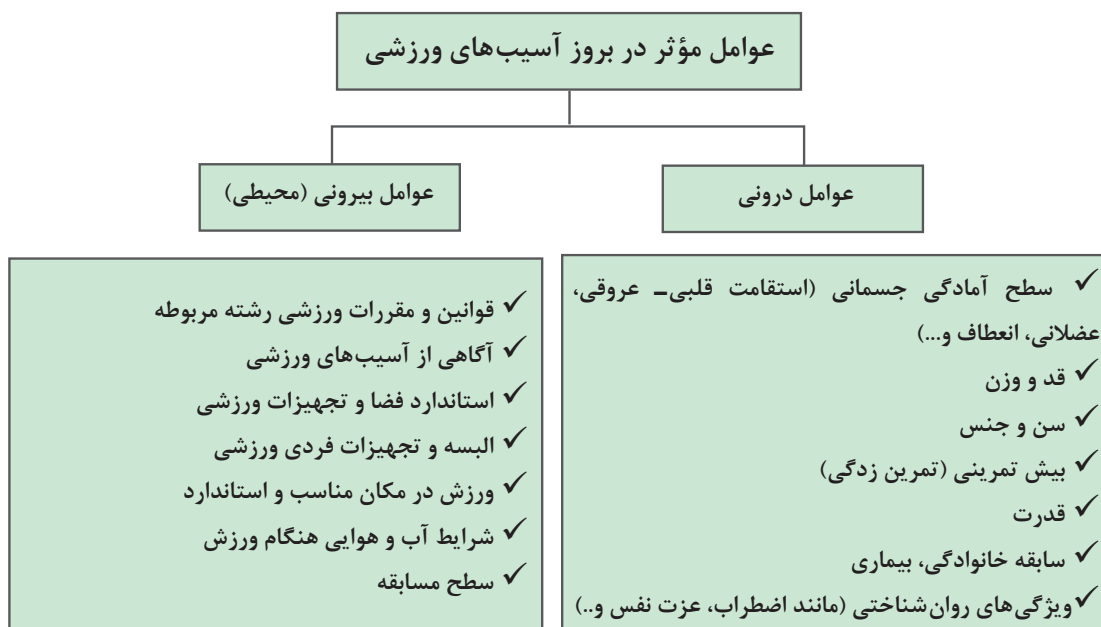 عوامل مؤثر در بروز آسیب‌های ورزشی
عوامل درونی
عوامل بیرونی (محیطی)
✓ سطح آمادگی جسمانی (استقامت قلبی– عروقی،
عضلانی، انعطاف و...)
✓ قد و وزن
✓ سن و جنس
✓ بیش تمرینی (تمرین زدگی)
✓ قدرت
✓ سابقه خانوادگی، بیماری
✓ ویژگی‌های روان‌شناختی (مانند اضطراب، عزت نفس و..)
✓ قوانین و مقررات ورزشی رشته مربوطه
✓ آگاهی از آسیب‌های ورزشی
✓ استاندارد فضا و تجهیزات ورزشی
✓ البسه و تجهیزات فردی ورزشی
✓ ورزش در مکان مناسب و استاندارد
✓ شرایط آب و هوایی هنگام ورزش
✓ سطح مسابقه